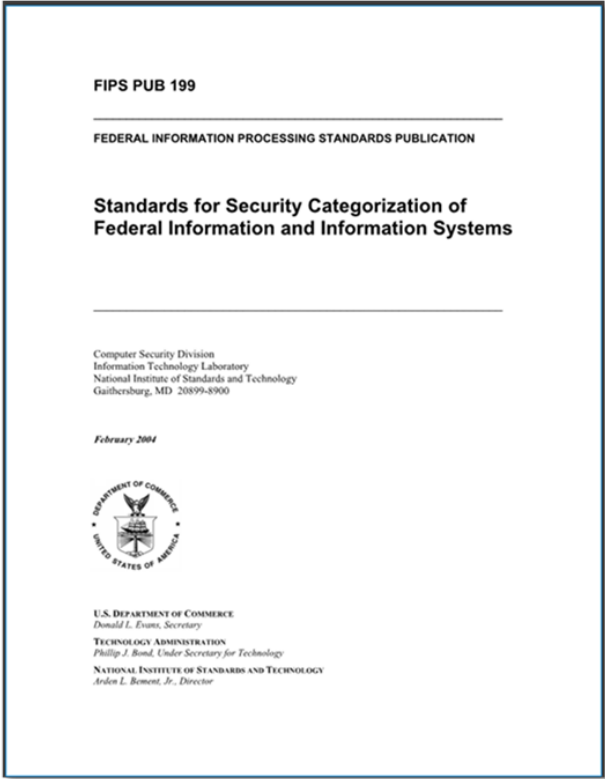 FIPS PUB 199
FEDERAL INFORMATION PROCESSING STANDARDS PUBLICATION
Standards for Security Categorization of
Federal Information and Information Systems
Computer Security Division
Information Technology Laboratory
National Institute of Standards and Technology
Gaithersburg, MD 20899-8900
February 2004
DEPARTMENT OF COMMERCE
UNITED STATES OF AMERICA
U.S. DEPARTMENT OF COMMERCE
Donald L. Evans, Secretary
TECHNOLOGY ADMINISTRATION
Phillip J. Bond, Under Secretary for Technology
NATIONAL INSTITUTE OF STANDARDS AND TECHNOLOGY
Arden L. Bement, Jr., Director